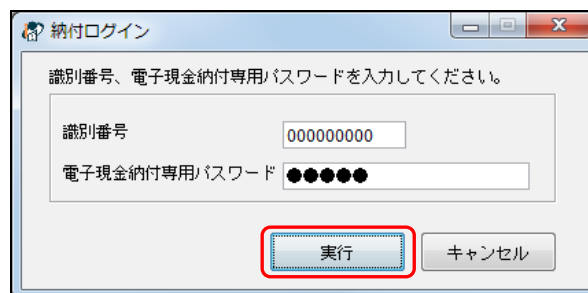 納付ログイン
識別番号、電子現金納付専用パスワードを入力してください。
識別番号 000000000
電子現金納付専用パスワード ●●●●●
実行 キャンセル